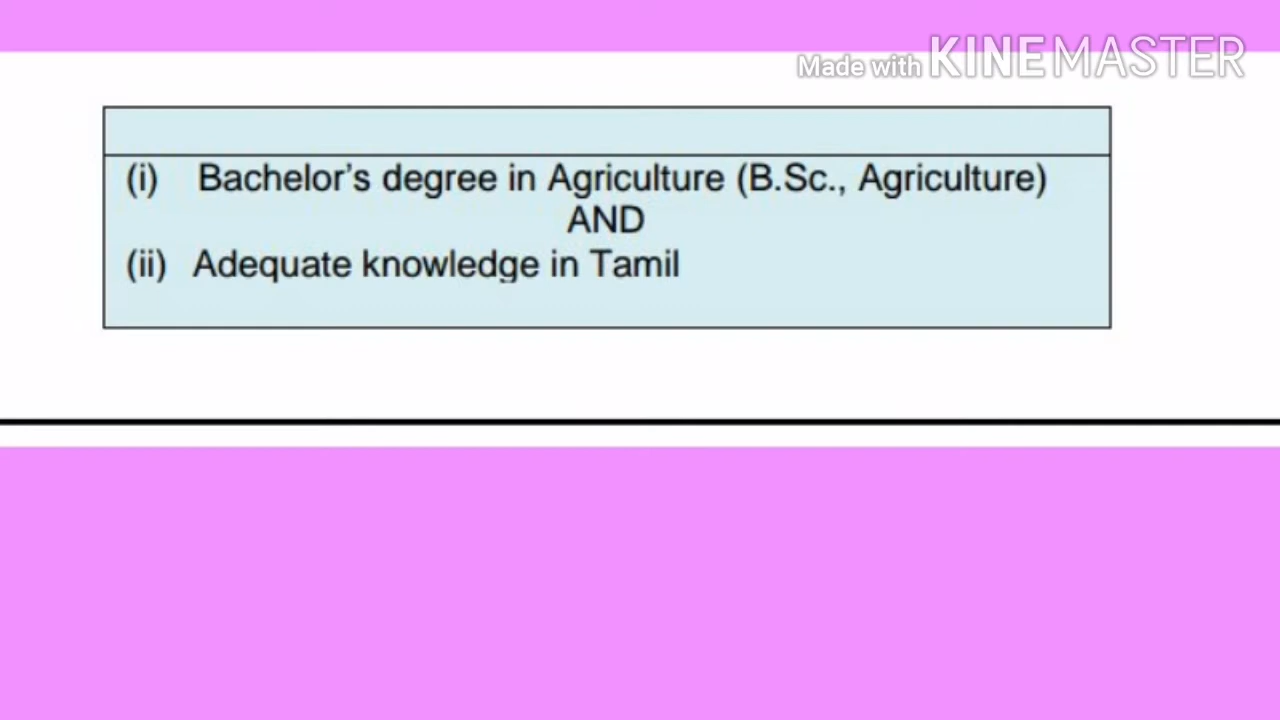 Made with KINEMASTER
(i) Bachelor's degree in Agriculture (B.Sc., Agriculture)
AND
(ii) Adequate knowledge in Tamil